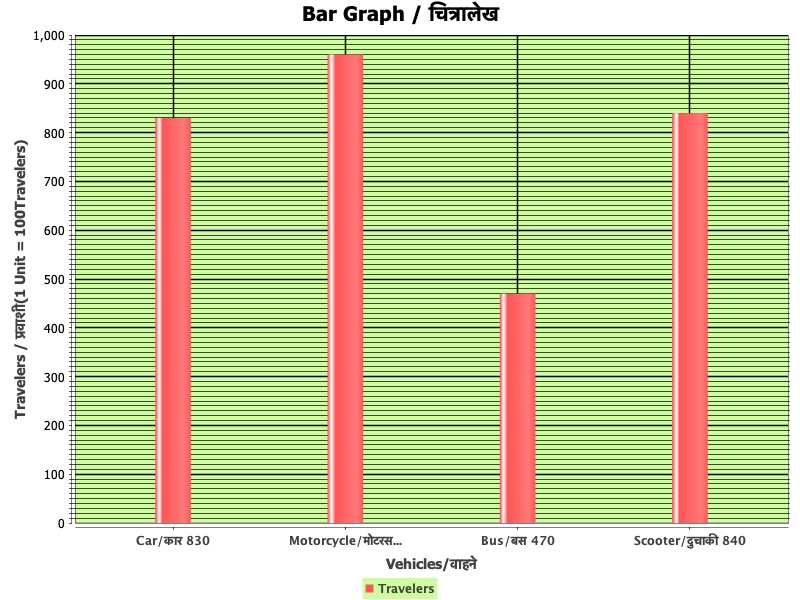 Bar Graph / चित्रालेख
Travelers / प्रवाशी(1 Unit = 100Travelers)
1,000
900
800
700
600
500
400
300
200
100
0
Car/कार 830
Motorcycle/मोटरस...
Bus/बस 470
Scooter/दुचाकी 840
Vehicles/वाहने
Travelers